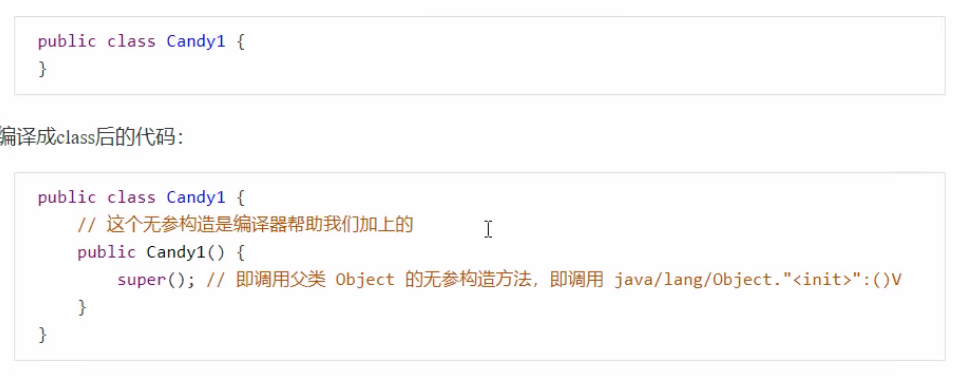 public class Candy1 {
}
编译成class后的代码：
public class Candy1 {
// 这个无参构造是编译器帮助我们加上的
public Candy1() {
super(); // 即调用父类 Object 的无参构造方法，即调用 java/lang/Object."<init>":()V
}
}